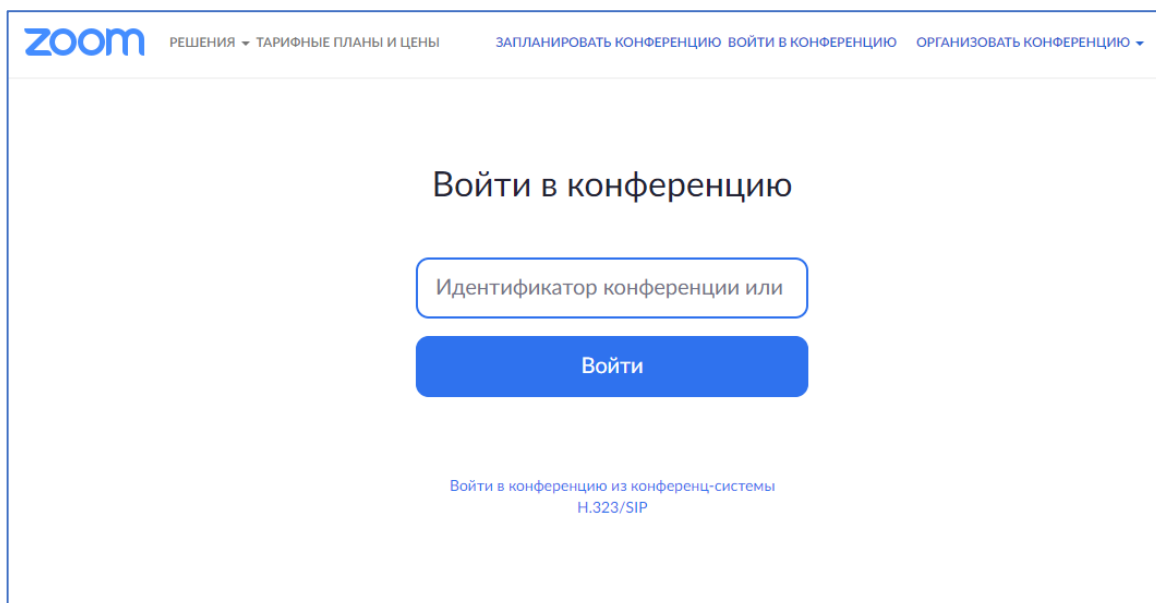 zoom РЕШЕНИЯ ТАРИФНЫЕ ПЛАНЫ И ЦЕНЫ ЗАПЛАНИРОВАТЬ КОНФЕРЕНЦИЮ ВОЙТИ В КОНФЕРЕНЦИЮ ОРГАНИЗОВАТЬ КОНФЕРЕНЦИЮ
Войти в конференцию
Идентификатор конференции или
Войти
Войти в конференцию из конференц-системы
H.323/SIP